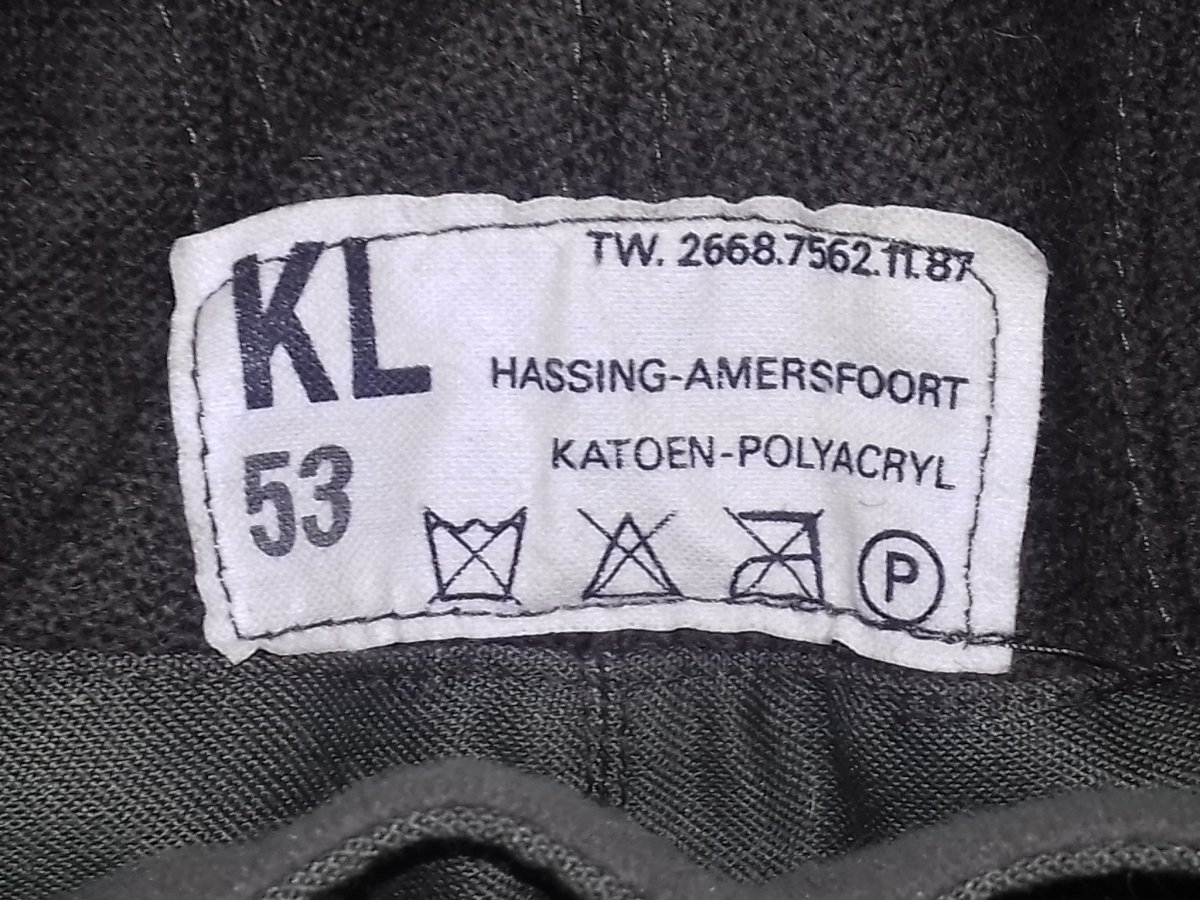 KL
TW. 2668.7562.11.87
HASSING-AMERSFOORT
53
KATOEN-POLYACRYL
P